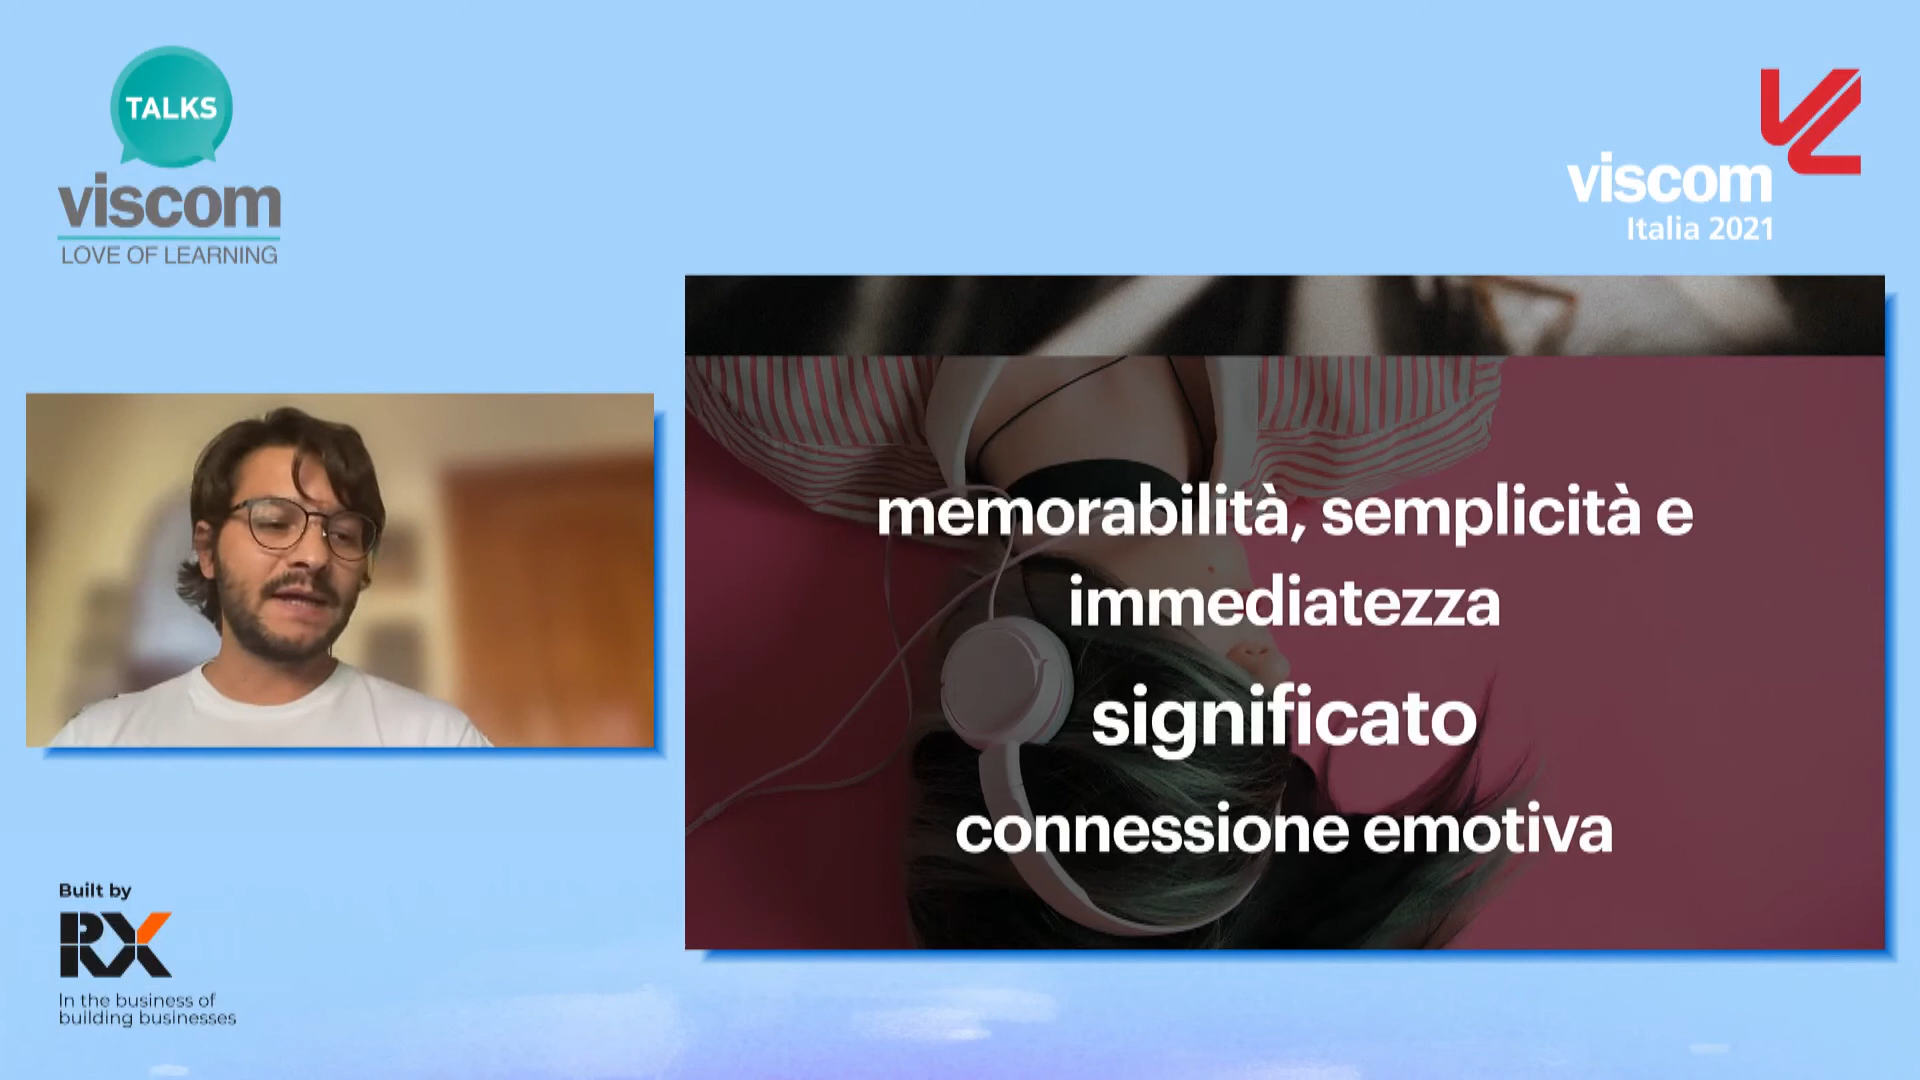 TALKS
viscom
LOVE OF LEARNING
viscom
Italia 2021
memorabilità, semplicità e
immediatezza
significato
connessione emotiva
Built by
RX
In the business of
building businesses